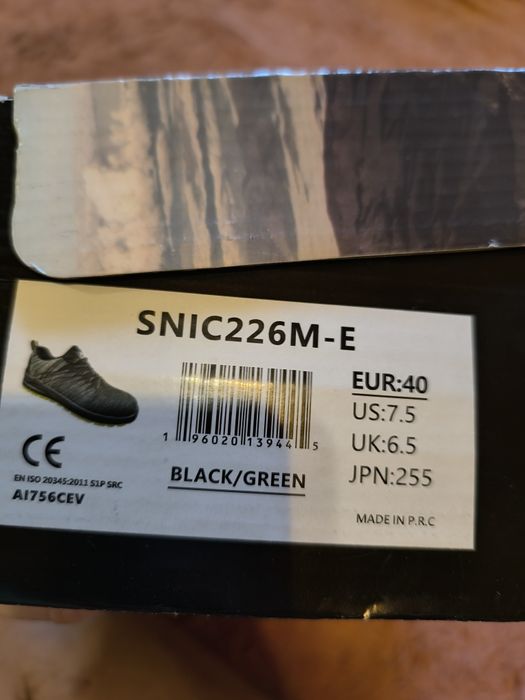 SNIC226M-E
1 96020 13944 5
BLACK/GREEN
EUR:40
US:7.5
UK:6.5
JPN:255
CE
EN ISO 20345:2011 S1P SRC
AI756CEV
MADE IN P.R.C